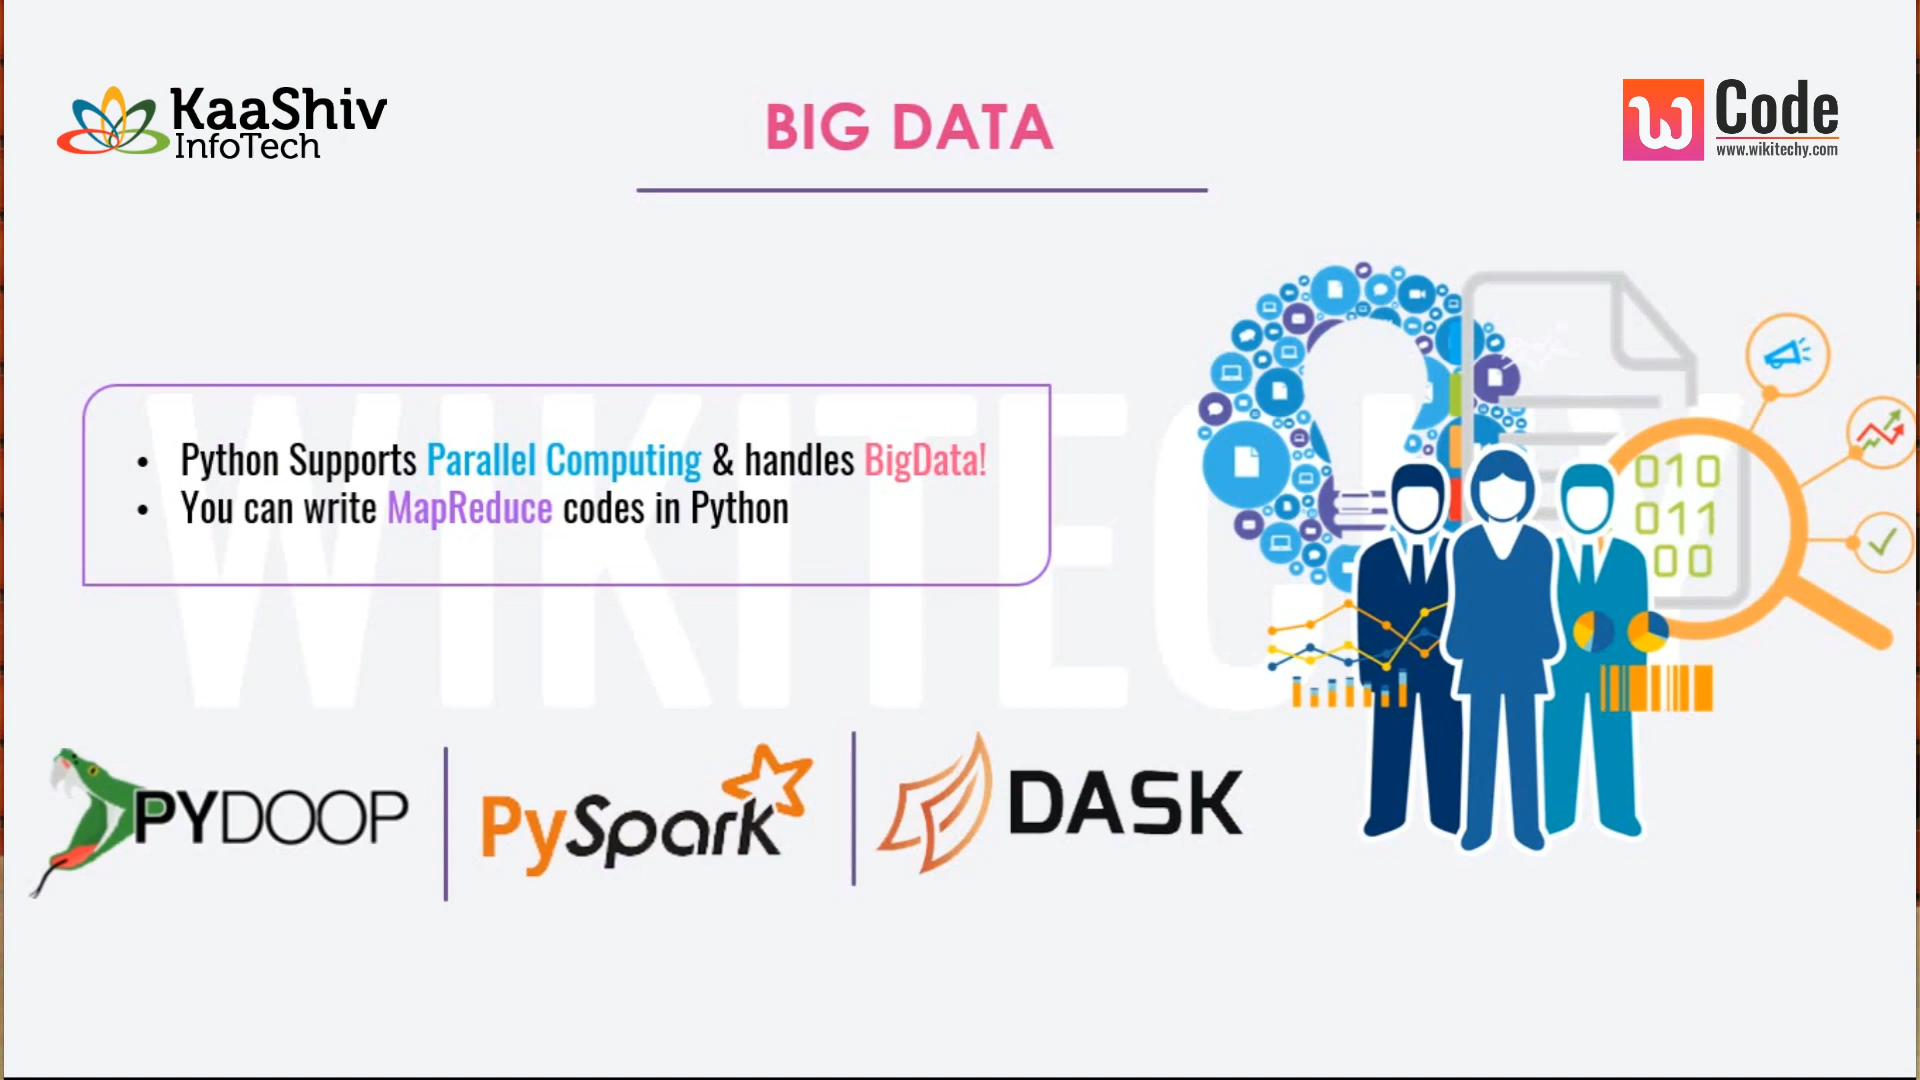 KaaShiv
InfoTech
BIG DATA
W Code
www.wikitechy.com
WIKITECHY
• Python Supports Parallel Computing & handles BigData!
• You can write MapReduce codes in Python
010
011
00
PYDOOP
PySpark
DASK